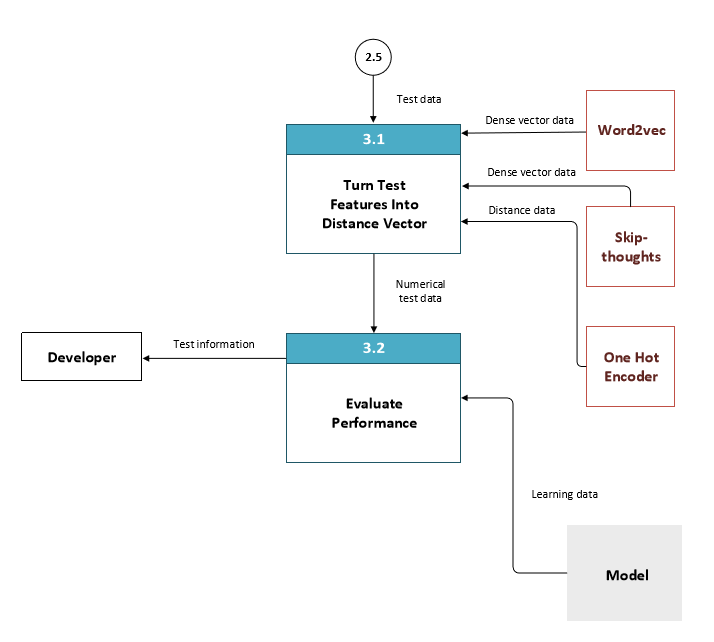 2.5
Test data
3.1
Turn Test
Features Into
Distance Vector
Dense vector data
Word2vec
Dense vector data
Distance data
Skip-
thoughts
Numerical
test data
One Hot
Encoder
Developer
Test information
3.2
Evaluate
Performance
Learning data
Model